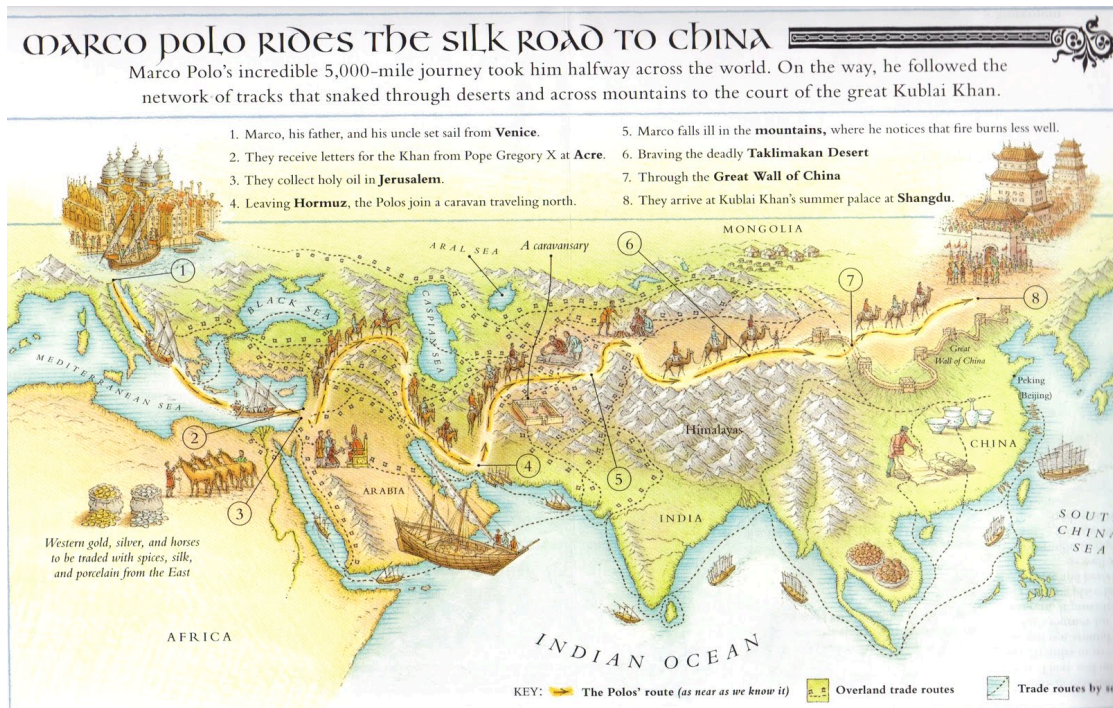 MARCO POLO RIDES THE SILK ROAD TO CHINA
Marco Polo's incredible 5,000-mile journey took him halfway across the world. On the way, he followed the
network of tracks that snaked through deserts and across mountains to the court of the great Kublai Khan.
1. Marco, his father, and his uncle set sail from Venice.
2. They receive letters for the Khan from Pope Gregory X at Acre.
3. They collect holy oil in Jerusalem.
4. Leaving Hormuz, the Polos join a caravan traveling north.
5. Marco falls ill in the mountains, where he notices that fire burns less well.
6. Braving the deadly Taklimakan Desert
7. Through the Great Wall of China
8. They arrive at Kublai Khan's summer palace at Shangdu.
MONGOLIA
ARAL SEA
A caravansary
6
1
7
8
BLACK SEA
CASPIAN SEA
MEDITERRANEAN SEA
Great
Wall of China
Peking
(Beijing)
Himalayas
CHINA
2
4
5
3
ARABIA
INDIA
SOUT
CHINA
SEA
Western gold, silver, and horses
to be traded with spices, silk,
and porcelain from the East
AFRICA
INDIAN OCEAN
KEY:
The Polos' route (as near as we know it)
Overland trade routes
Trade routes by